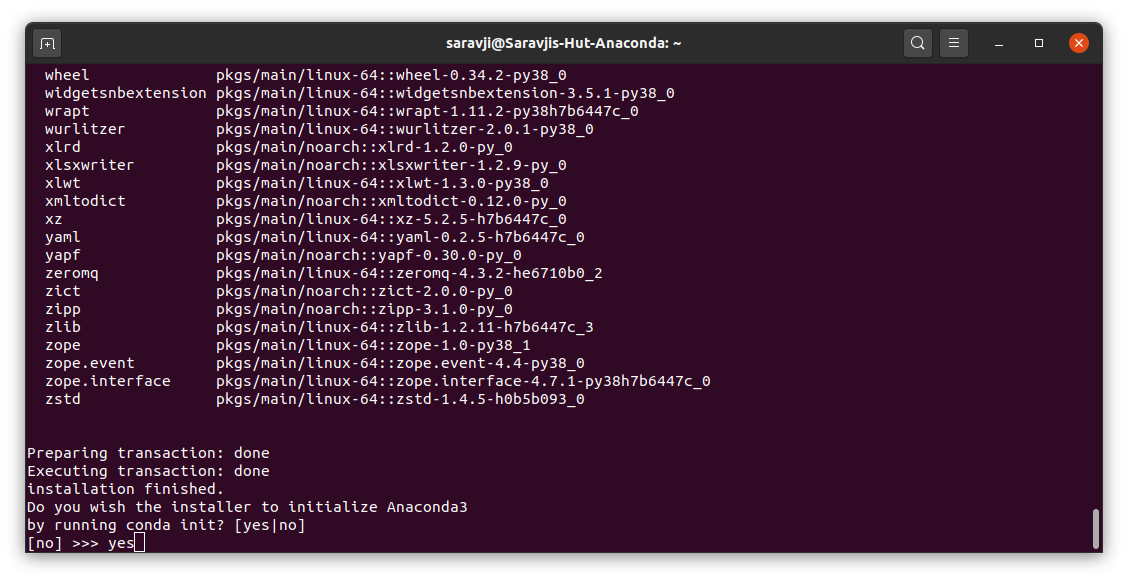 saravji@Saravjis-Hut-Anaconda: ~
wheel pkgs/main/linux-64::wheel-0.34.2-py38_0
widgetsnbextension pkgs/main/linux-64::widgetsnbextension-3.5.1-py38_0
wrapt pkgs/main/linux-64::wrapt-1.11.2-py38h7b6447c_0
wurlitzer pkgs/main/linux-64::wurlitzer-2.0.1-py38_0
xlrd pkgs/main/noarch::xlrd-1.2.0-py_0
xlsxwriter pkgs/main/noarch::xlsxwriter-1.2.9-py_0
xlwt pkgs/main/linux-64::xlwt-1.3.0-py38_0
xmltodict pkgs/main/noarch::xmltodict-0.12.0-py_0
xz pkgs/main/linux-64::xz-5.2.5-h7b6447c_0
yaml pkgs/main/linux-64::yaml-0.2.5-h7b6447c_0
yapf pkgs/main/noarch::yapf-0.30.0-py_0
zeromq pkgs/main/linux-64::zeromq-4.3.2-he6710b0_2
zict pkgs/main/noarch::zict-2.0.0-py_0
zipp pkgs/main/noarch::zipp-3.1.0-py_0
zlib pkgs/main/linux-64::zlib-1.2.11-h7b6447c_3
zope pkgs/main/linux-64::zope-1.0-py38_1
zope.event pkgs/main/linux-64::zope.event-4.4-py38_0
zope.interface pkgs/main/linux-64::zope.interface-4.7.1-py38h7b6447c_0
zstd pkgs/main/linux-64::zstd-1.4.5-h0b5b093_0
Preparing transaction: done
Executing transaction: done
installation finished.
Do you wish the installer to initialize Anaconda3
by running conda init? [yes|no]
[no] >>> yes